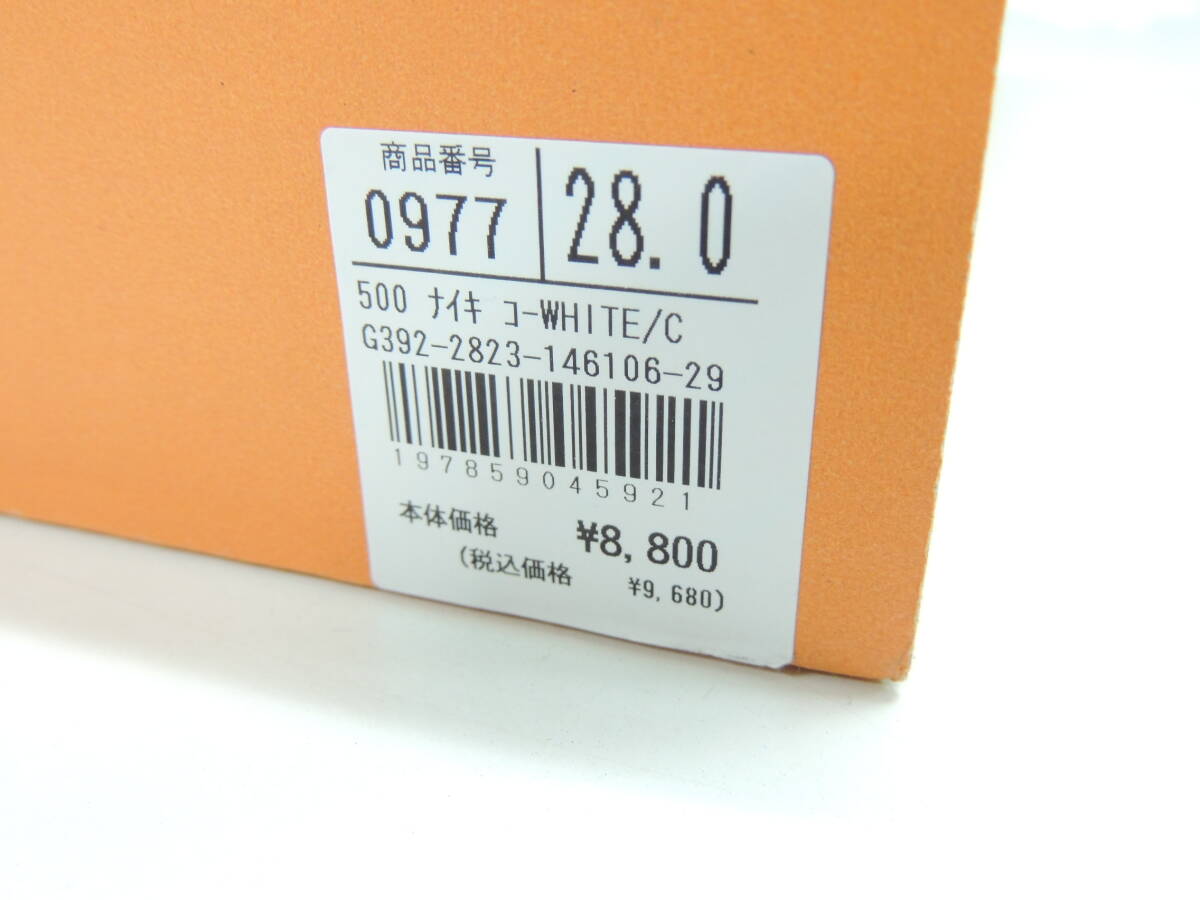 商品番号
0977
28.0
500 ﾅｲｷ ｺ-WHITE/C
G392-2823-146106-29
197859045921
本体価格 ¥8,800
(税込価格 ¥9,680)